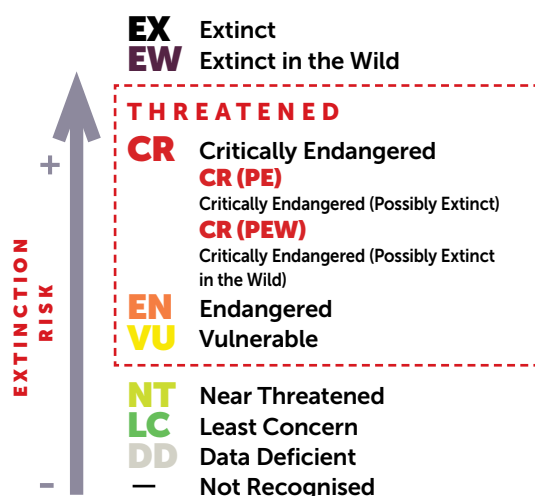 EX Extinct
EW Extinct in the Wild
THREATENED
CR Critically Endangered
CR (PE)
Critically Endangered (Possibly Extinct)
CR (PEW)
Critically Endangered (Possibly Extinct
in the Wild)
EN Endangered
VU Vulnerable
NT Near Threatened
LC Least Concern
DD Data Deficient
— Not Recognised
+
EXTINCTION
RISK
-